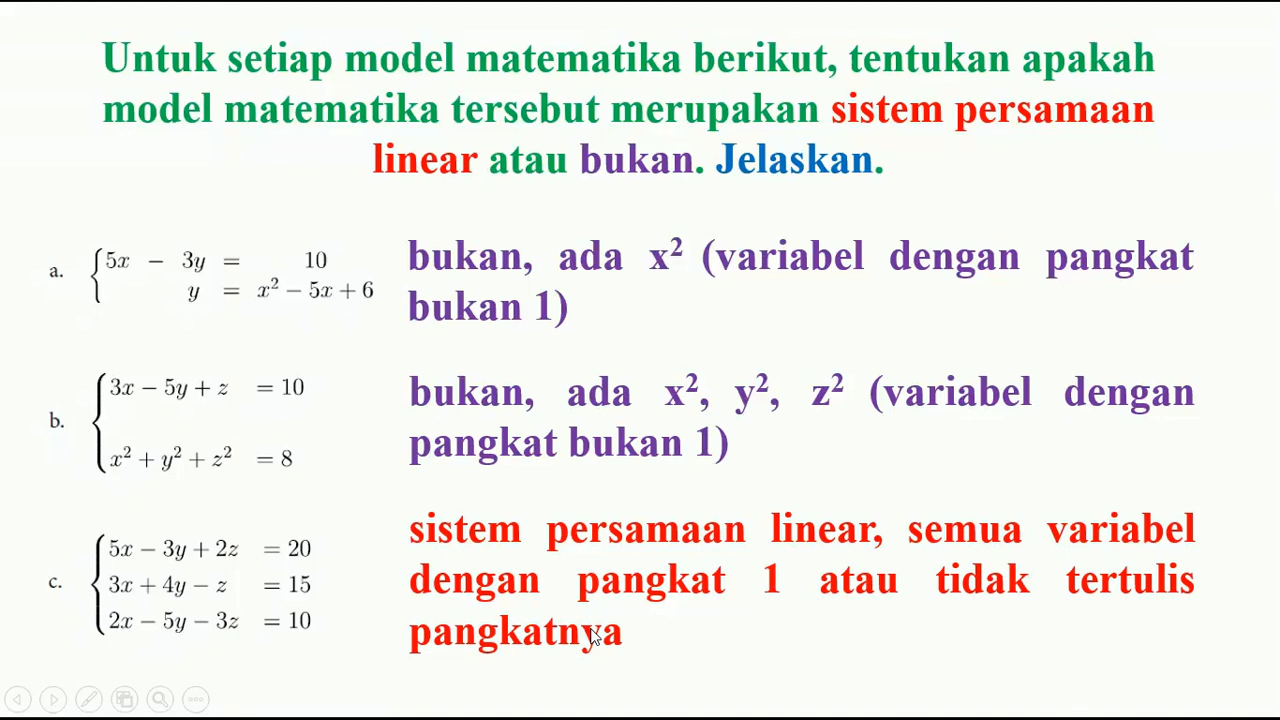 Untuk setiap model matematika berikut, tentukan apakah
model matematika tersebut merupakan sistem persamaan
linear atau bukan. Jelaskan.
a. { 5x − 3y = 10
y = x² − 5x + 6
bukan, ada x² (variabel dengan pangkat
bukan 1)
b. { 3x − 5y + z = 10
x² + y² + z² = 8
bukan, ada x², y², z² (variabel dengan
pangkat bukan 1)
c. { 5x − 3y + 2z = 20
3x + 4y − z = 15
2x − 5y − 3z = 10
sistem persamaan linear, semua variabel
dengan pangkat 1 atau tidak tertulis
pangkatnya